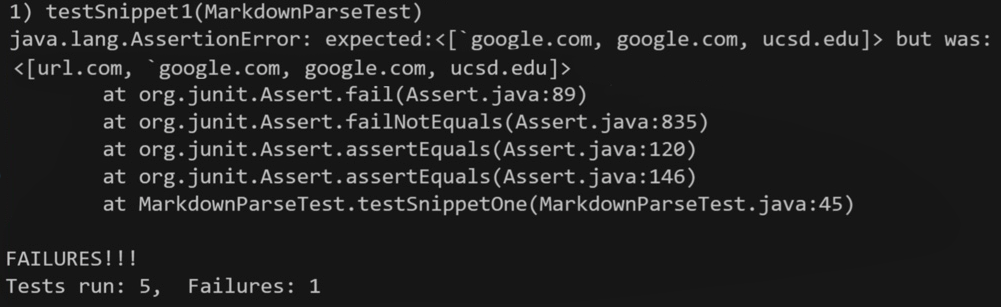 1) testSnippet1(MarkdownParseTest)
java.lang.AssertionError: expected:<[`google.com, google.com, ucsd.edu]> but was:
<[url.com, `google.com, google.com, ucsd.edu]>
at org.junit.Assert.fail(Assert.java:89)
at org.junit.Assert.failNotEquals(Assert.java:835)
at org.junit.Assert.assertEquals(Assert.java:120)
at org.junit.Assert.assertEquals(Assert.java:146)
at MarkdownParseTest.testSnippetOne(MarkdownParseTest.java:45)
FAILURES!!!
Tests run: 5,  Failures: 1